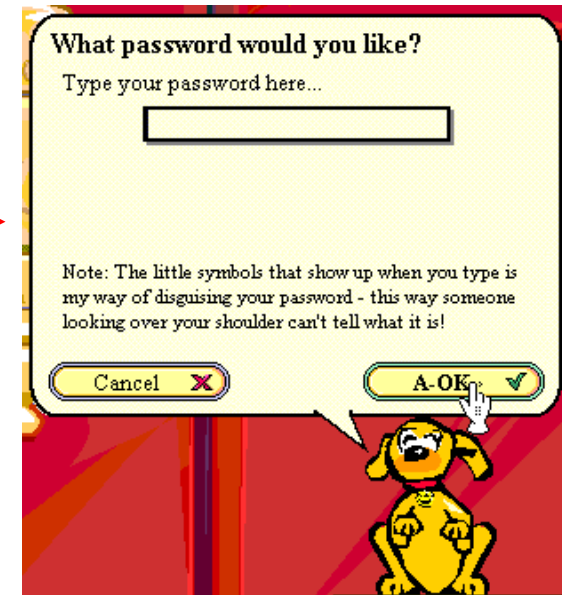 What password would you like?
Type your password here...
Note: The little symbols that show up when you type is
my way of disguising your password - this way someone
looking over your shoulder can't tell what it is!
Cancel
A-OK